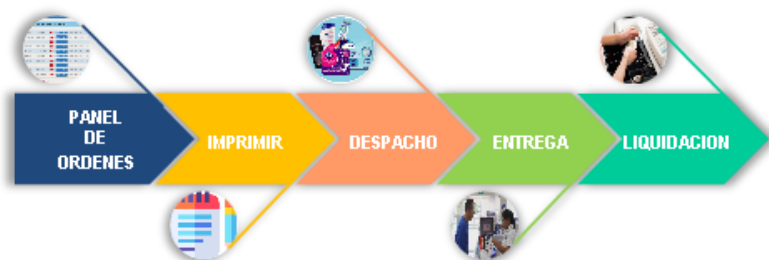 PANEL
DE
ORDENES
IMPRIMIR
DESPACHO
ENTREGA
LIQUIDACION